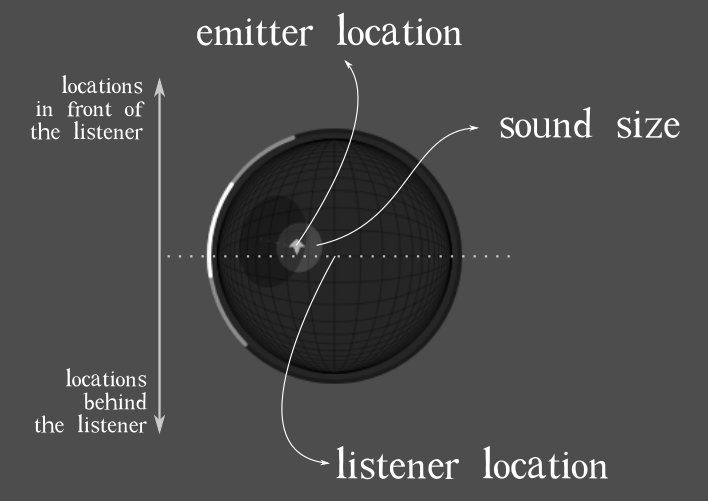 emitter location
locations
in front of
the listener
sound size
locations
behind
the listener
listener location